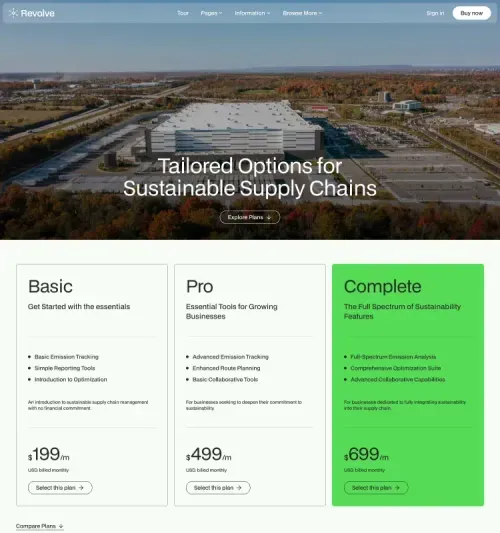 Revolve
Tour
Pages
Information
Browse More
Sign in
Buy now
Tailored Options for
Sustainable Supply Chains
Explore Plans ↓
Basic
Get Started with the essentials
Basic Emission Tracking
Simple Reporting Tools
Introduction to Optimization
An introduction to sustainable supply chain management
with no financial commitment
$199/m
USD, billed monthly
Select this plan →
Pro
Essential Tools for Growing
Businesses
Advanced Emission Tracking
Enhanced Route Planning
Basic Collaborative Tools
For businesses seeking to deepen their commitment to
sustainability
$499/m
USD, billed monthly
Select this plan →
Complete
The Full Spectrum of Sustainability
Features
Full-Spectrum Emission Analysis
Comprehensive Optimization Suite
Advanced Collaborative Capabilities
For businesses dedicated to fully integrating sustainability
into their supply chain.
$699/m
USD, billed monthly
Select this plan →
Compare Plans ↓